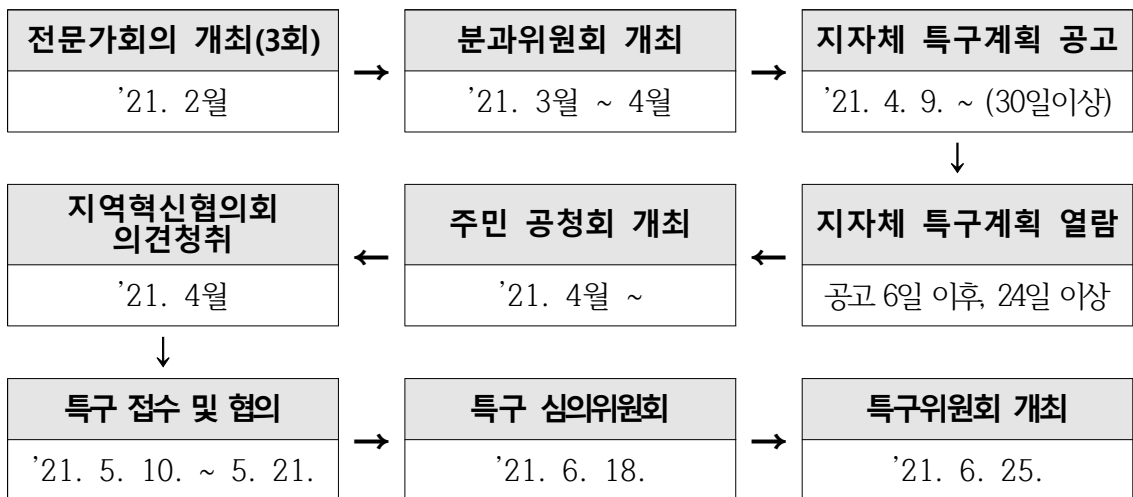 전문가회의 개최(3회)
'21. 2월
→
분과위원회 개최
'21. 3월 ~ 4월
→
지자체 특구계획 공고
'21. 4. 9. ~ (30일이상)
↓
지자체 특구계획 열람
공고 6일 이후, 24일 이상
←
주민 공청회 개최
'21. 4월 ~
←
지역혁신협의회
의견청취
'21. 4월
↓
특구 접수 및 협의
'21. 5. 10. ~ 5. 21.
→
특구 심의위원회
'21. 6. 18.
→
특구위원회 개최
'21. 6. 25.